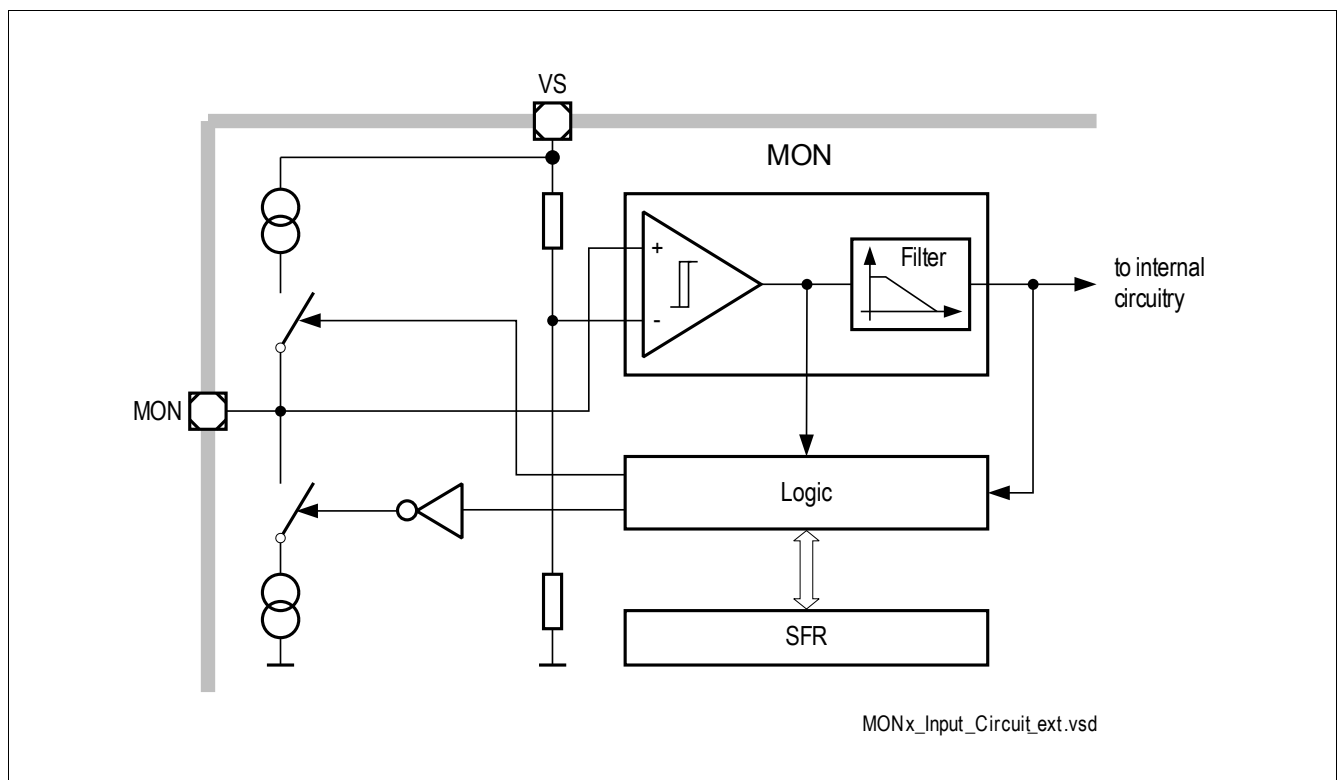 VS
MON
+
-
Filter
to internal
circuitry
MON
Logic
SFR
MONx_Input_Circuit_ext.vsd